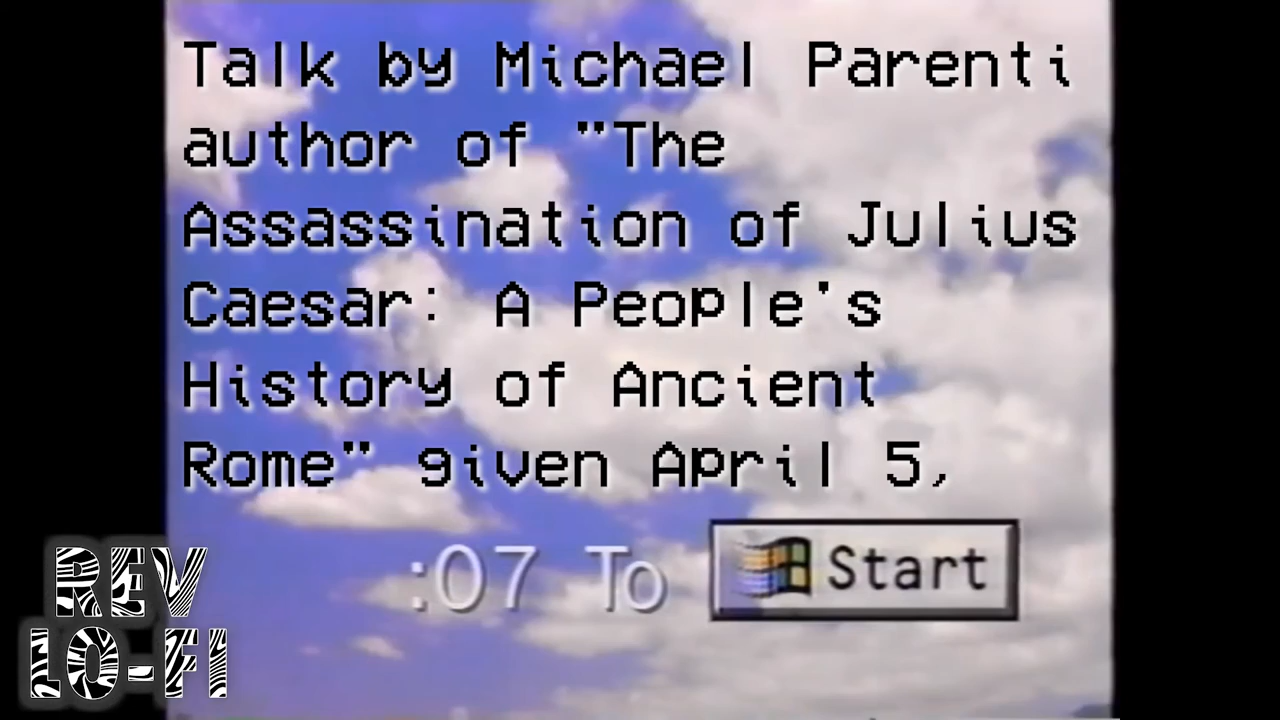 Talk by Michael Parenti
author of "The
Assassination of Julius
Caesar: A People's
History of Ancient
Rome" given April 5,
:07 To Start
REV
LO-FI